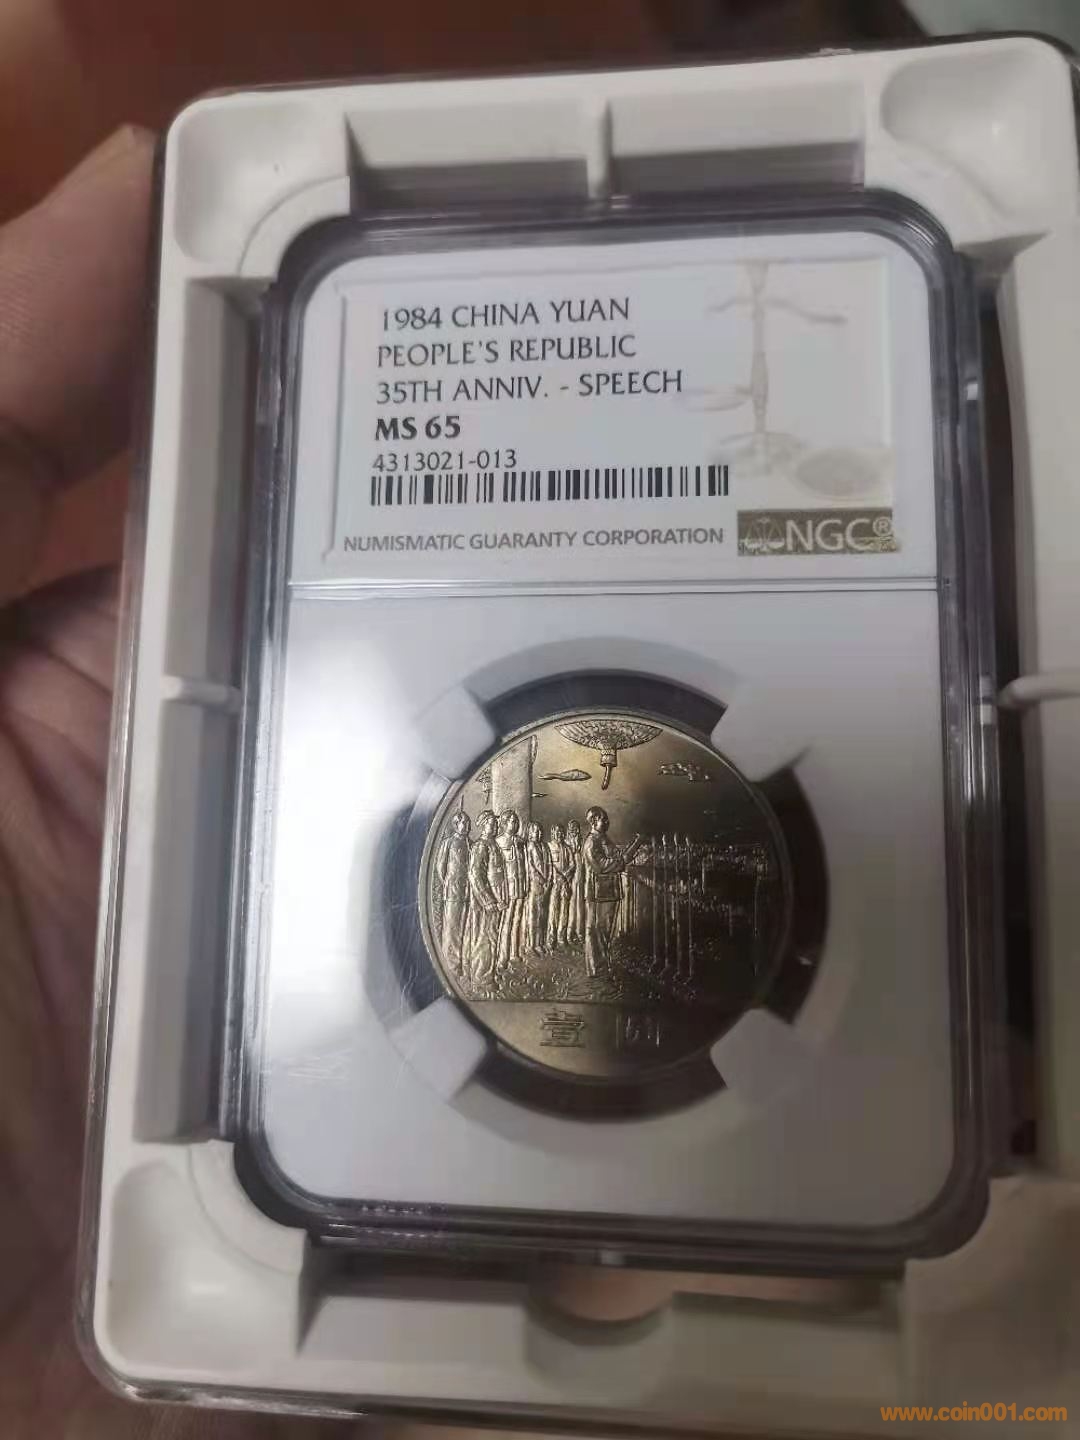 1984 CHINA YUAN
PEOPLE'S REPUBLIC
35TH ANNIV. - SPEECH
MS 65
4313021-013
NUMISMATIC GUARANTY CORPORATION
NGC®
壹圆
www.coin001.com